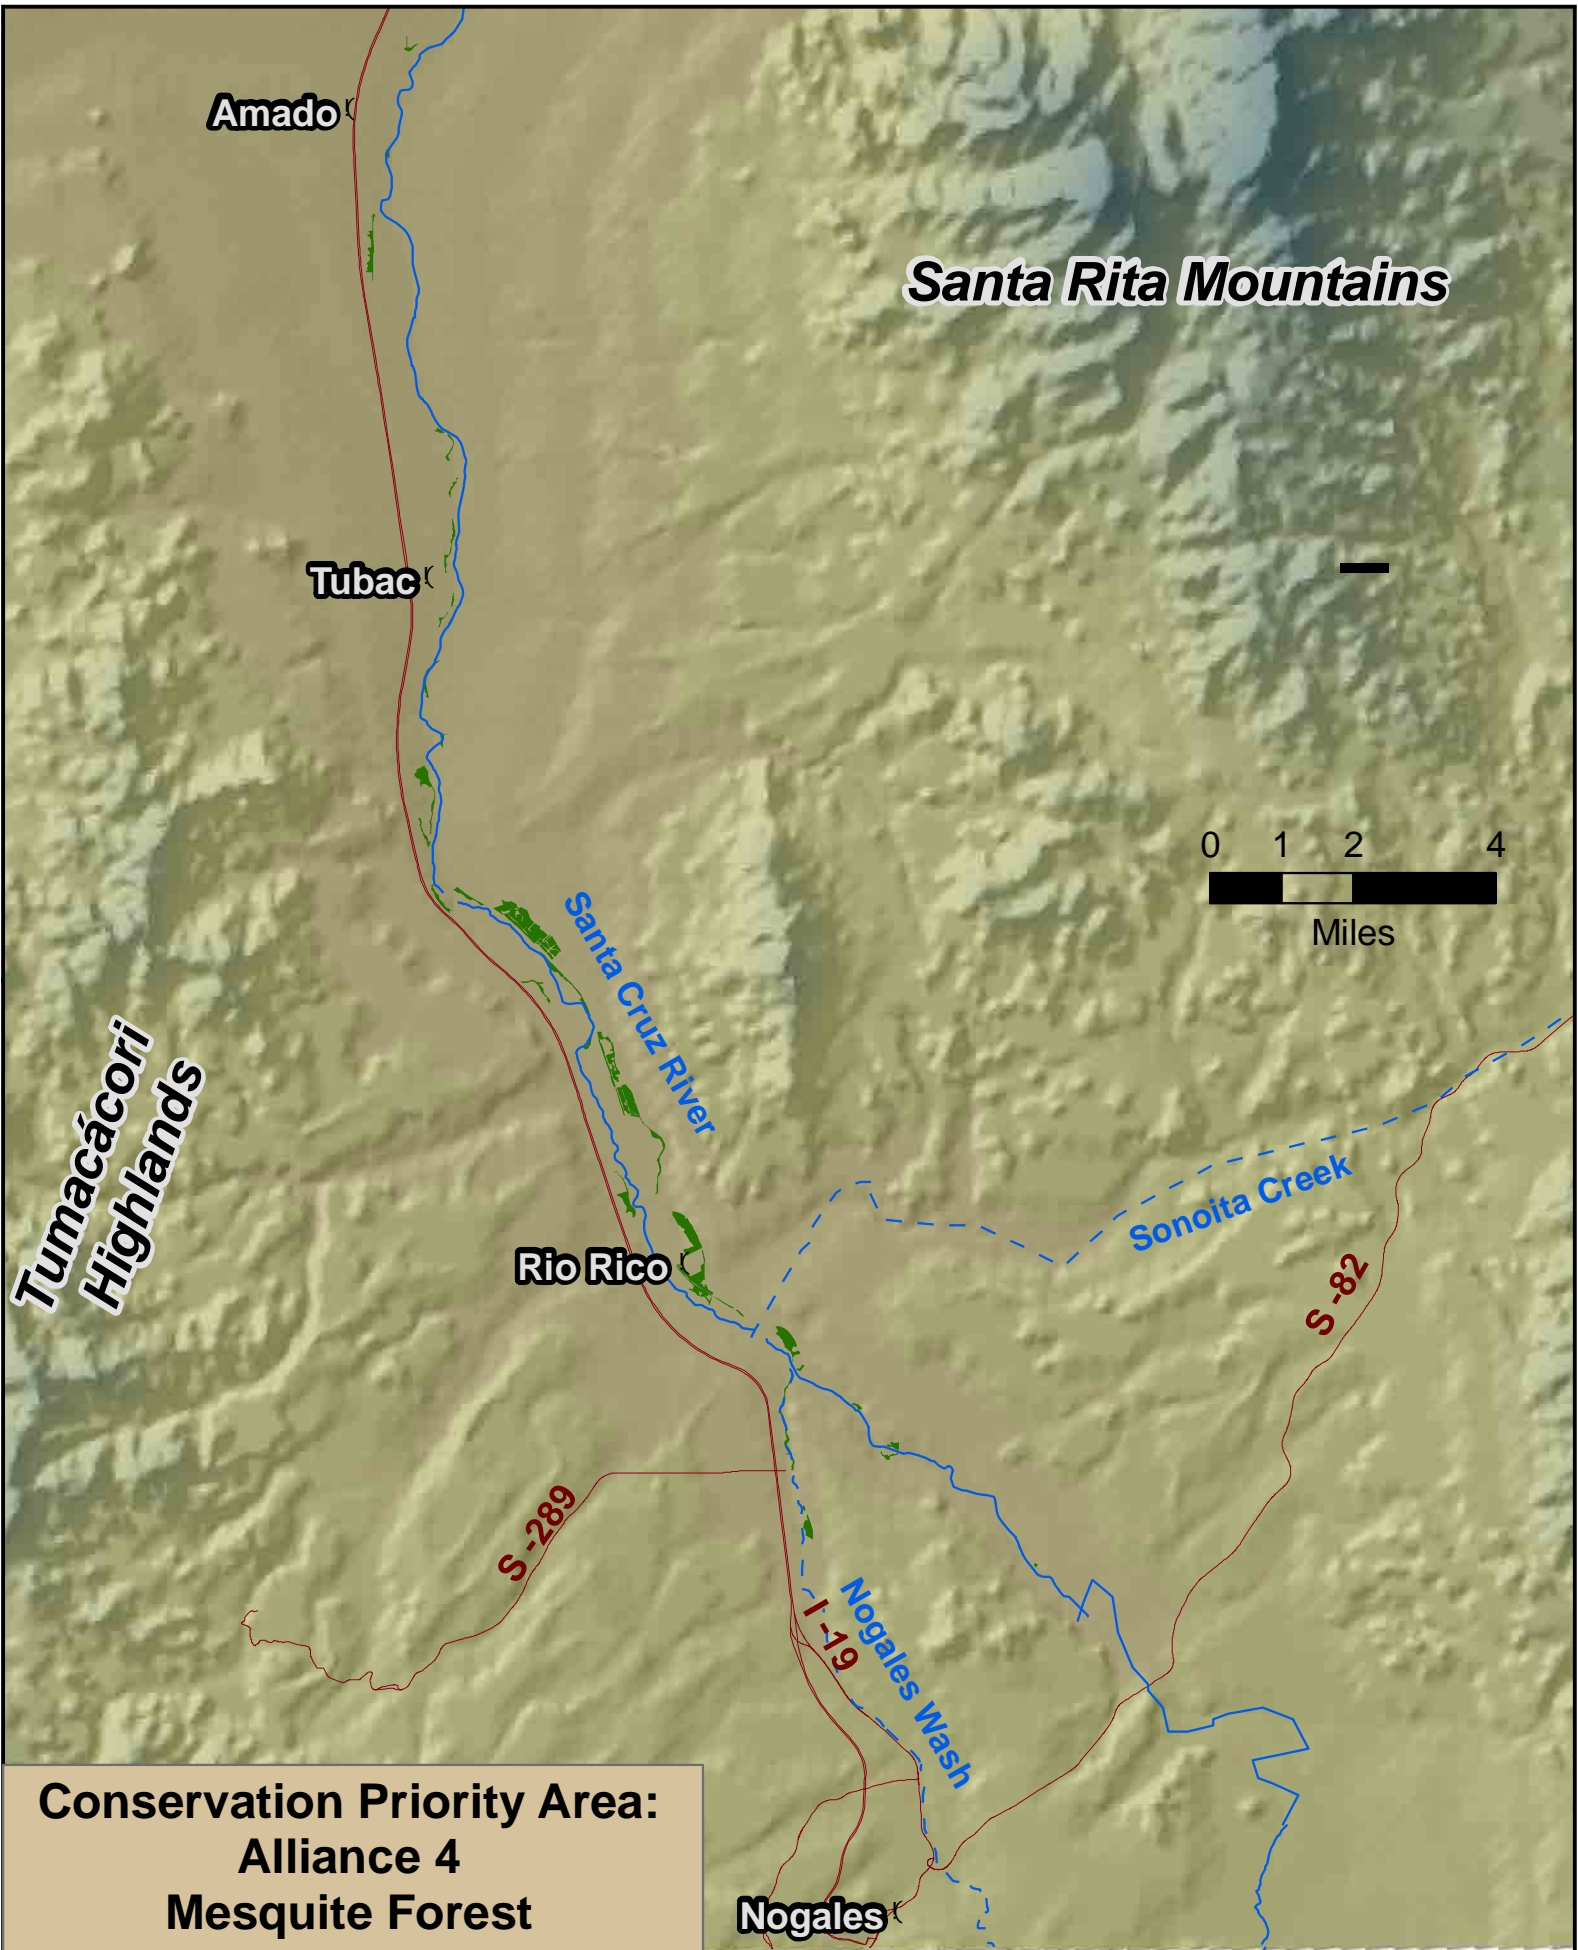 Amado
Santa Rita Mountains
Tubac
0 1 2 4
Miles
Santa Cruz River
Tumacácori
Highlands
Sonoita Creek
Rio Rico
S -82
S -289
I -19
Nogales Wash
Conservation Priority Area:
Alliance 4
Mesquite Forest
Nogales